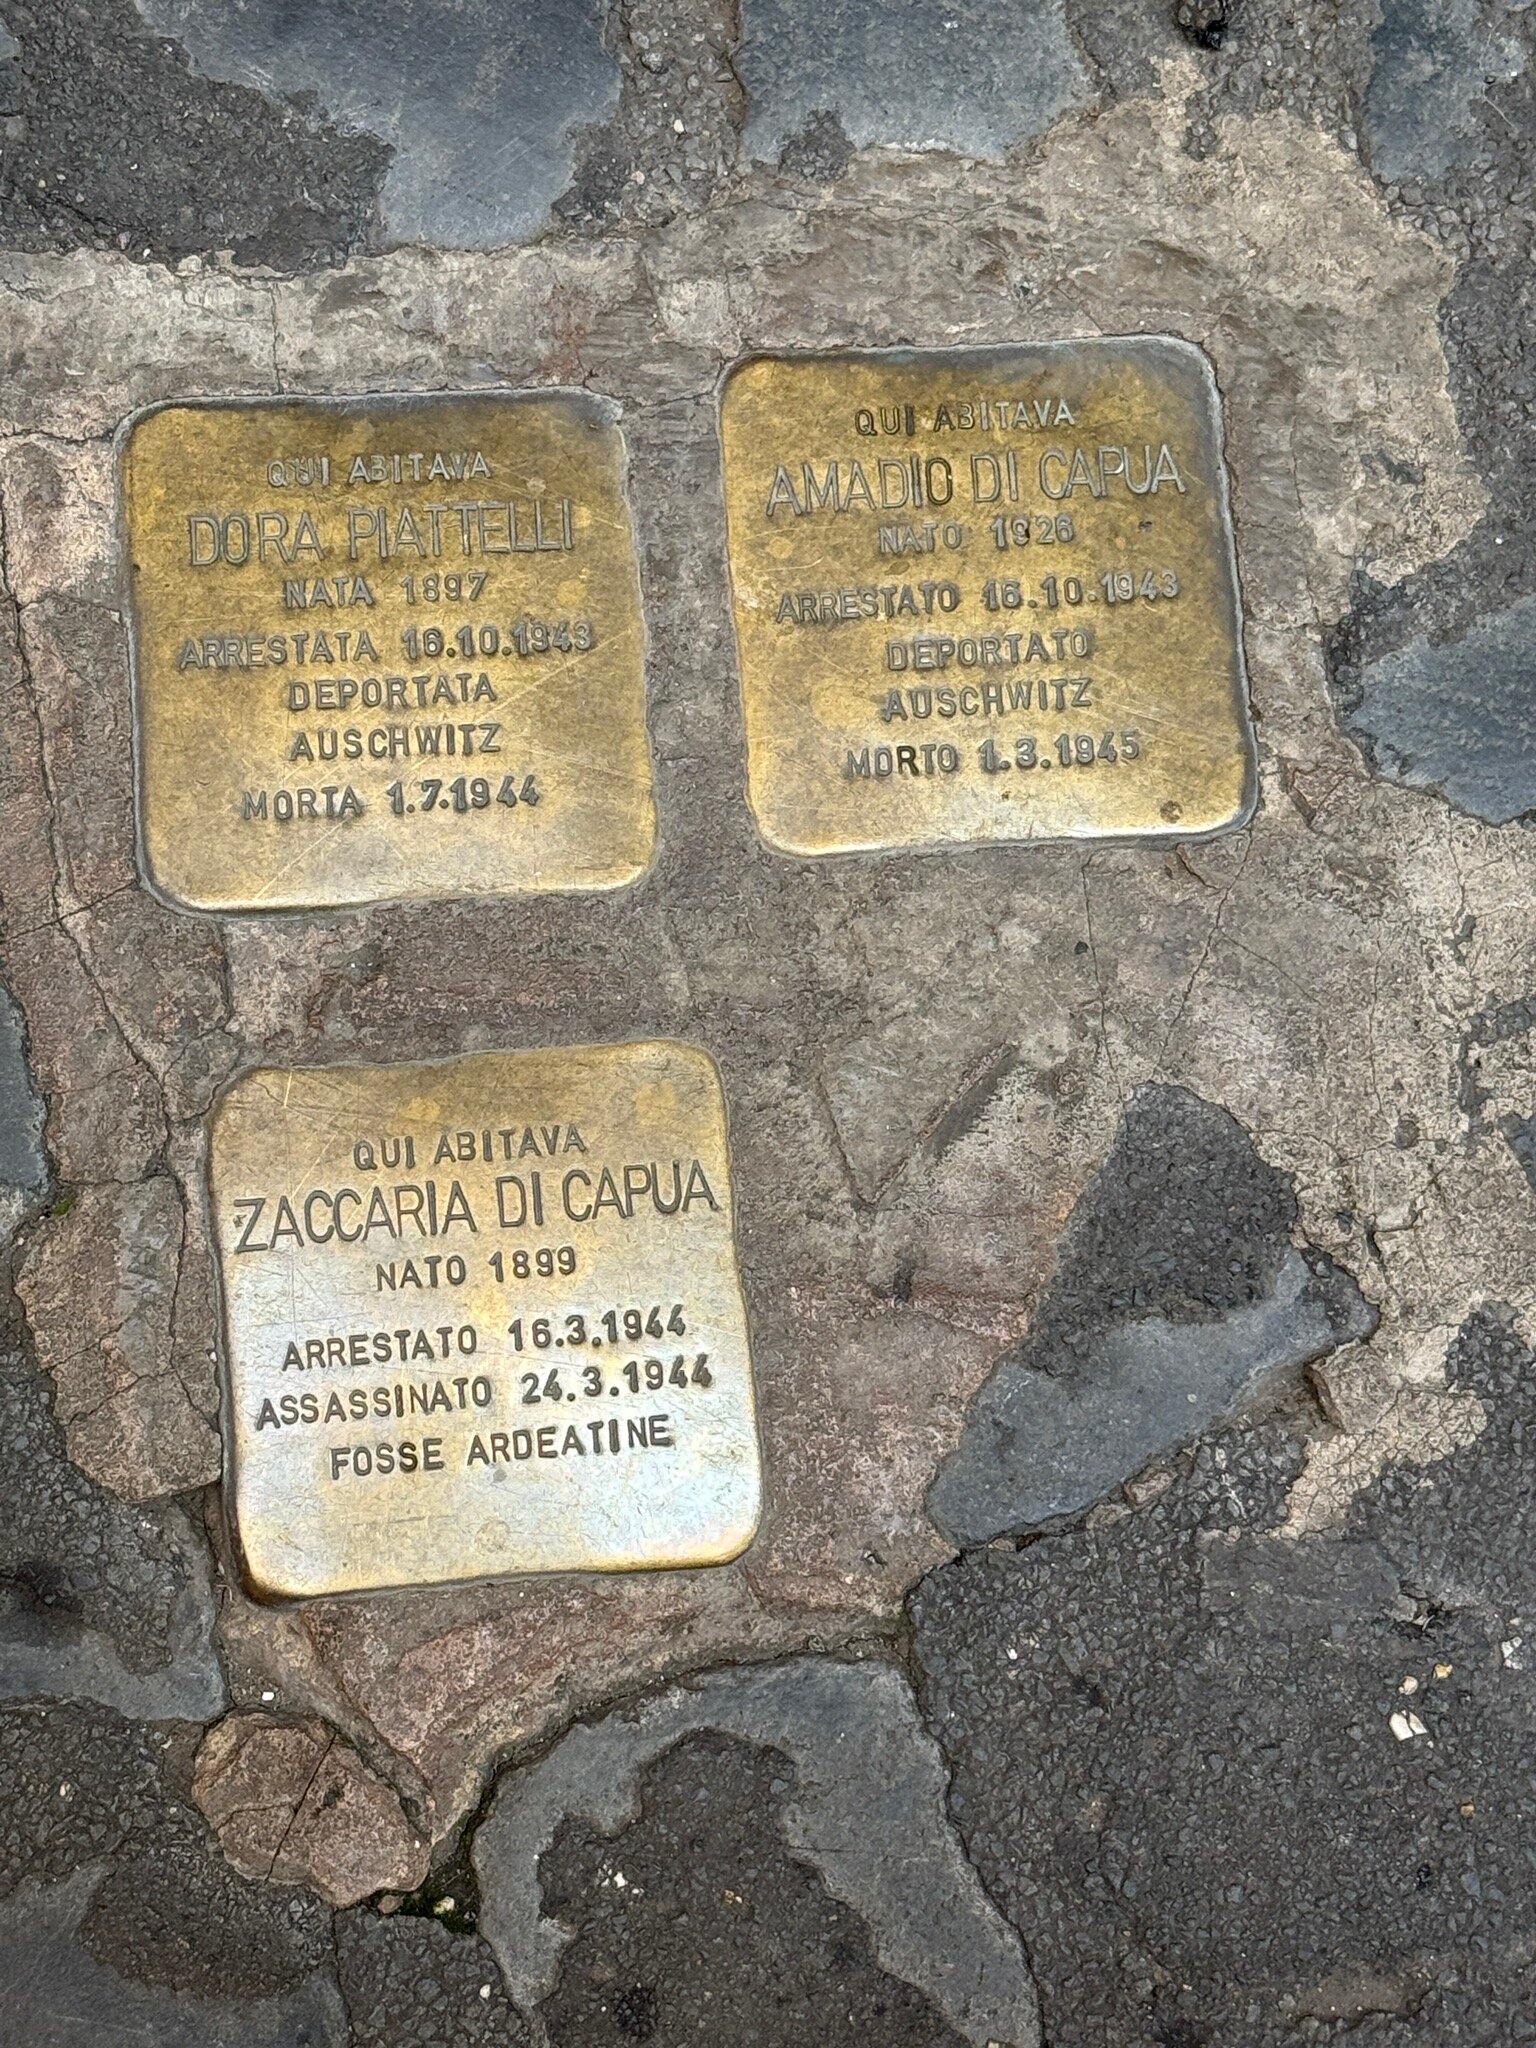 QUI ABITAVA
DORA PIATTELLI
NATA 1897
ARRESTATA 16.10.1943
DEPORTATA
AUSCHWITZ
MORTA 1.7.1944
QUI ABITAVA
AMADIO DI CAPUA
NATO 1926
ARRESTATO 16.10.1943
DEPORTATO
AUSCHWITZ
MORTO 1.3.1945
QUI ABITAVA
ZACCARIA DI CAPUA
NATO 1899
ARRESTATO 16.3.1944
ASSASSINATO 24.3.1944
FOSSE ARDEATINE